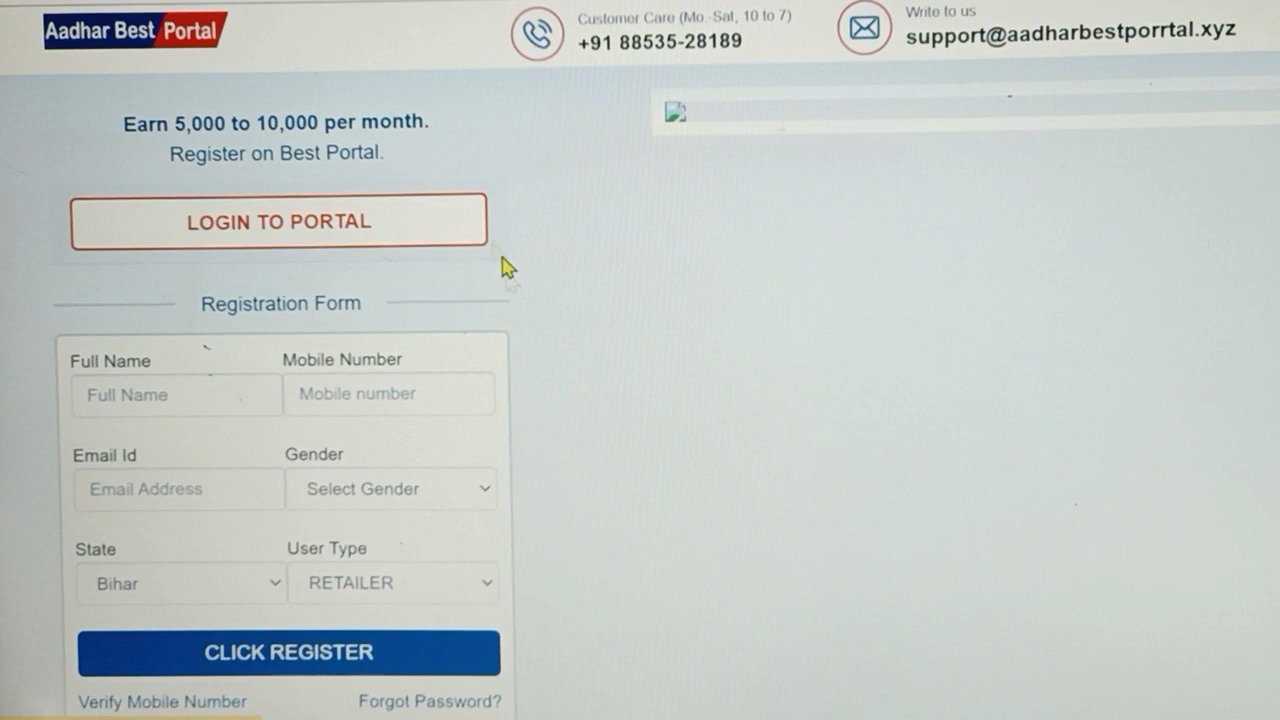 Aadhar Best Portal
Customer Care (Mo.-Sat, 10 to 7)
+91 88535-28189
Write to us
support@aadharbestporrtal.xyz
Earn 5,000 to 10,000 per month.
Register on Best Portal.
LOGIN TO PORTAL
Registration Form
Full Name Mobile Number
Full Name Mobile number
Email Id Gender
Email Address Select Gender
State User Type
Bihar RETAILER
CLICK REGISTER
Verify Mobile Number Forgot Password?